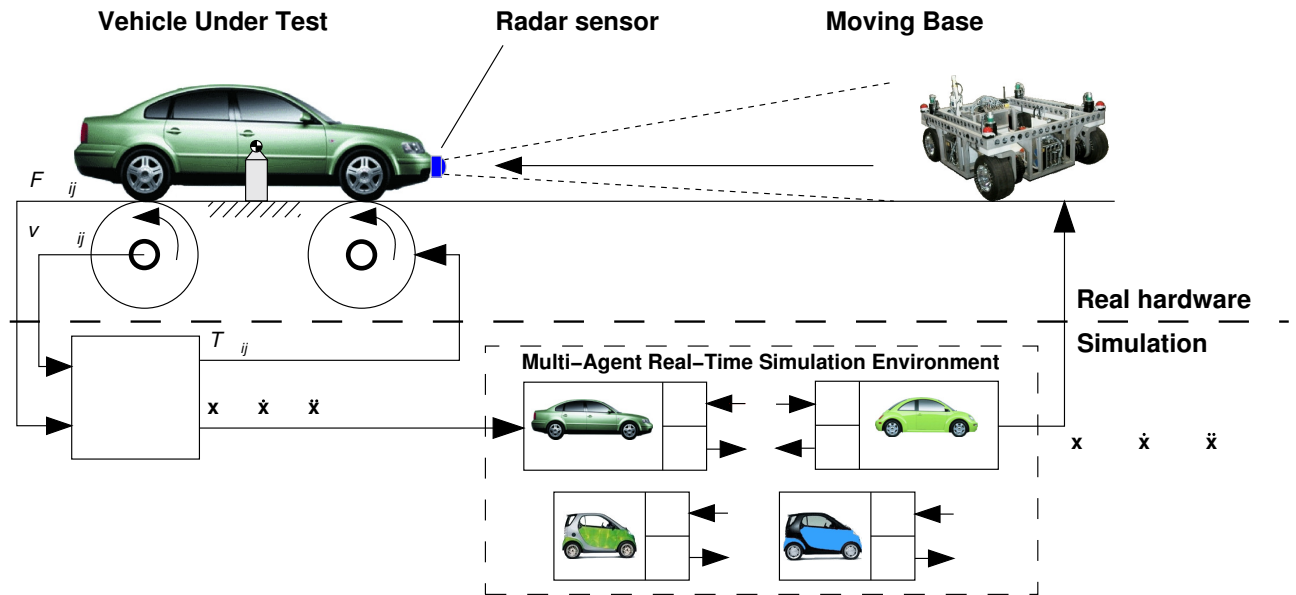 Vehicle Under Test
Radar sensor
Moving Base
F ij
v ij
Real hardware
T ij
Simulation
Multi−Agent Real−Time Simulation Environment
x ẋ ẍ
x ẋ ẍ